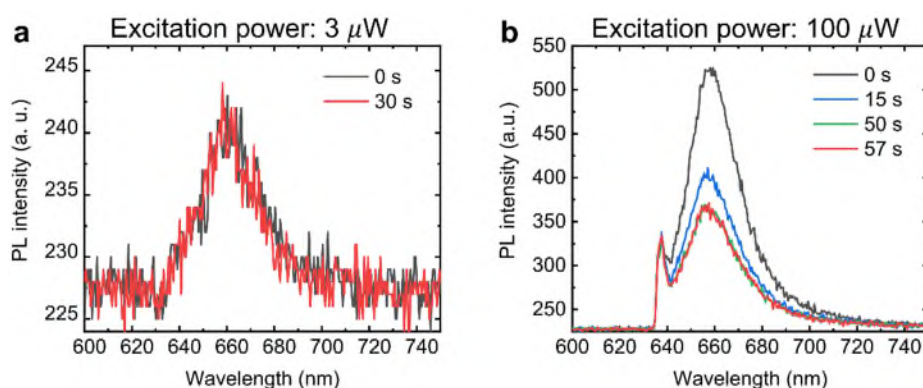 a
Excitation power: 3 μW
PL intensity (a. u.)
245
240
235
230
225
0 s
30 s
600 620 640 660 680 700 720 740
Wavelength (nm)
b
Excitation power: 100 μW
PL intensity (a.u.)
550
500
450
400
350
300
250
0 s
15 s
50 s
57 s
600 620 640 660 680 700 720 740
Wavelength (nm)